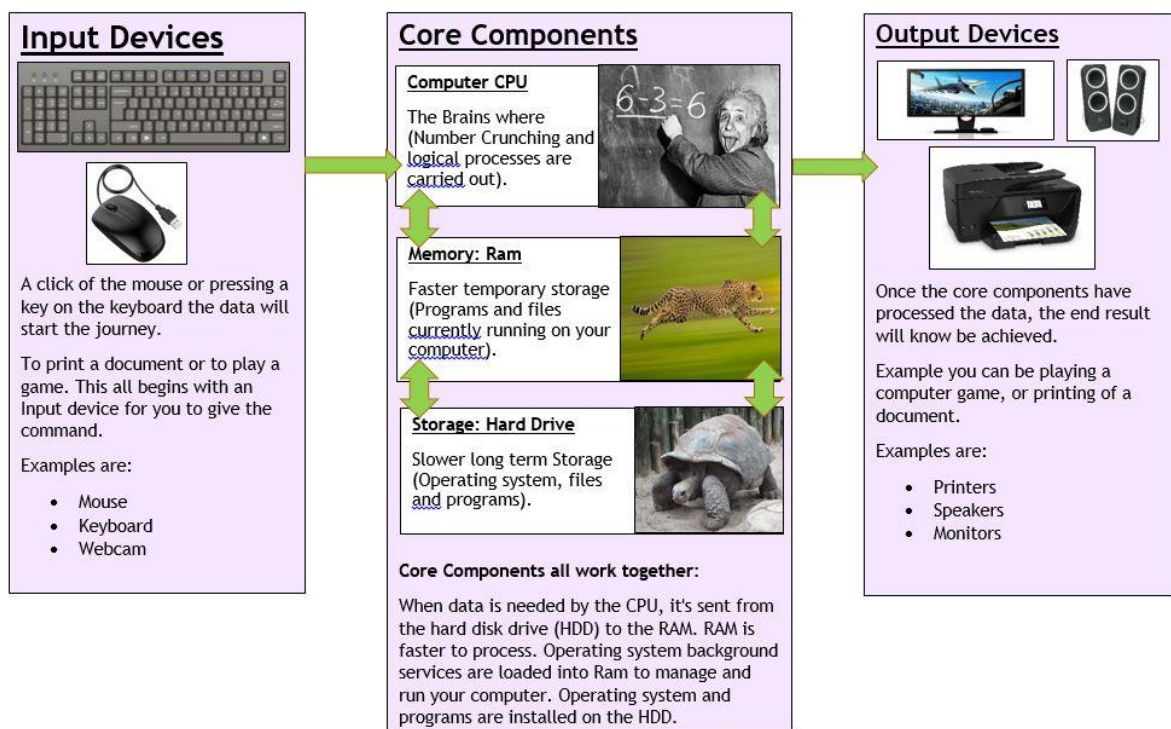 Input Devices
A click of the mouse or pressing a
key on the keyboard the data will
start the journey.
To print a document or to play a
game. This all begins with an
Input device for you to give the
command.
Examples are:
• Mouse
• Keyboard
• Webcam
Core Components
Computer CPU
The Brains where
(Number Crunching and
logical processes are
carried out).
6-3=6
Memory: Ram
Faster temporary storage
(Programs and files
currently running on your
computer).
Storage: Hard Drive
Slower long term Storage
(Operating system, files
and programs).
Core Components all work together:
When data is needed by the CPU, it's sent from
the hard disk drive (HDD) to the RAM. RAM is
faster to process. Operating system background
services are loaded into Ram to manage and
run your computer. Operating system and
programs are installed on the HDD.
Output Devices
Once the core components have
processed the data, the end result
will know be achieved.
Example you can be playing a
computer game, or printing of a
document.
Examples are:
• Printers
• Speakers
• Monitors